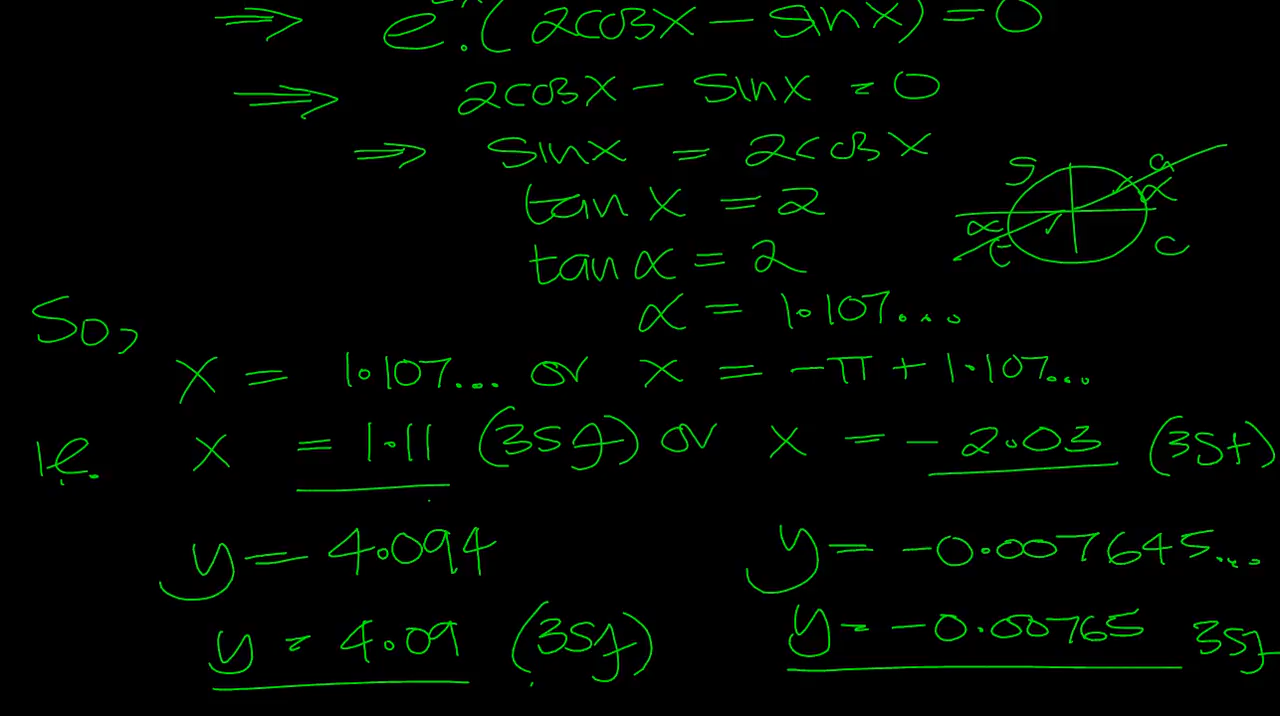 ⇒ e. (2cosx − sinx) = 0
⇒ 2cosx − sinx = 0
⇒ sinx = 2cosx
tan x = 2
tan α = 2
S a α α T C
α = 1.107...
So,
x = 1.107... or x = −π + 1.107...
ie. x = 1.11 (3sf) or x = −2.03 (3sf)
y = 4.094 y = −0.007645...
y = 4.09 (3sf) y = −0.00765 3sf